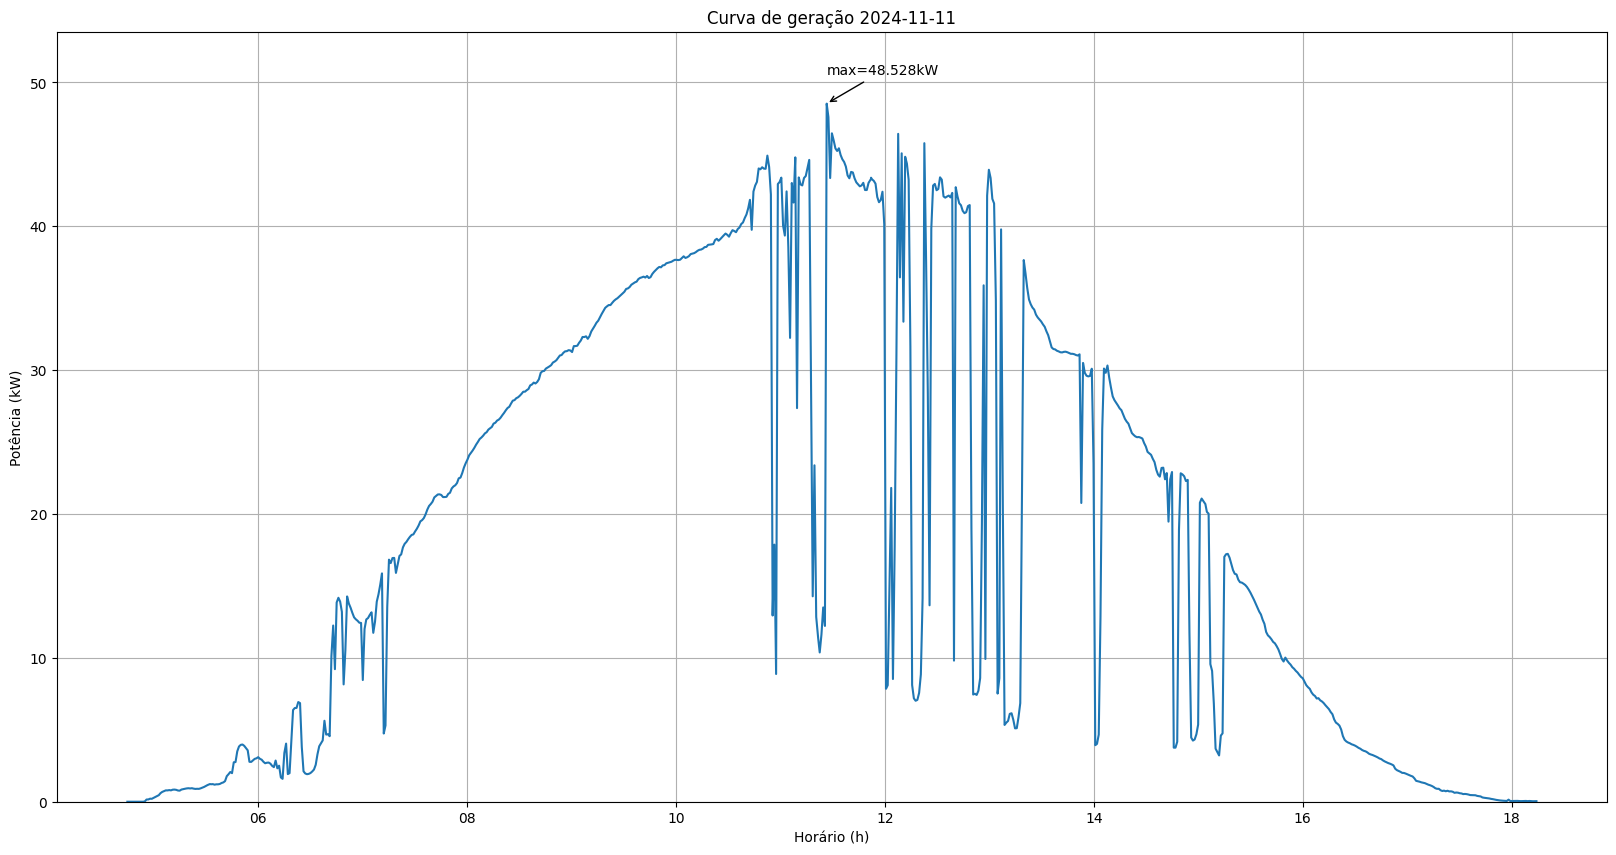 Curva de geração 2024-11-11
max=48.528kW
50
40
30
20
10
0
Potência (kW)
06 08 10 12 14 16 18
Horário (h)